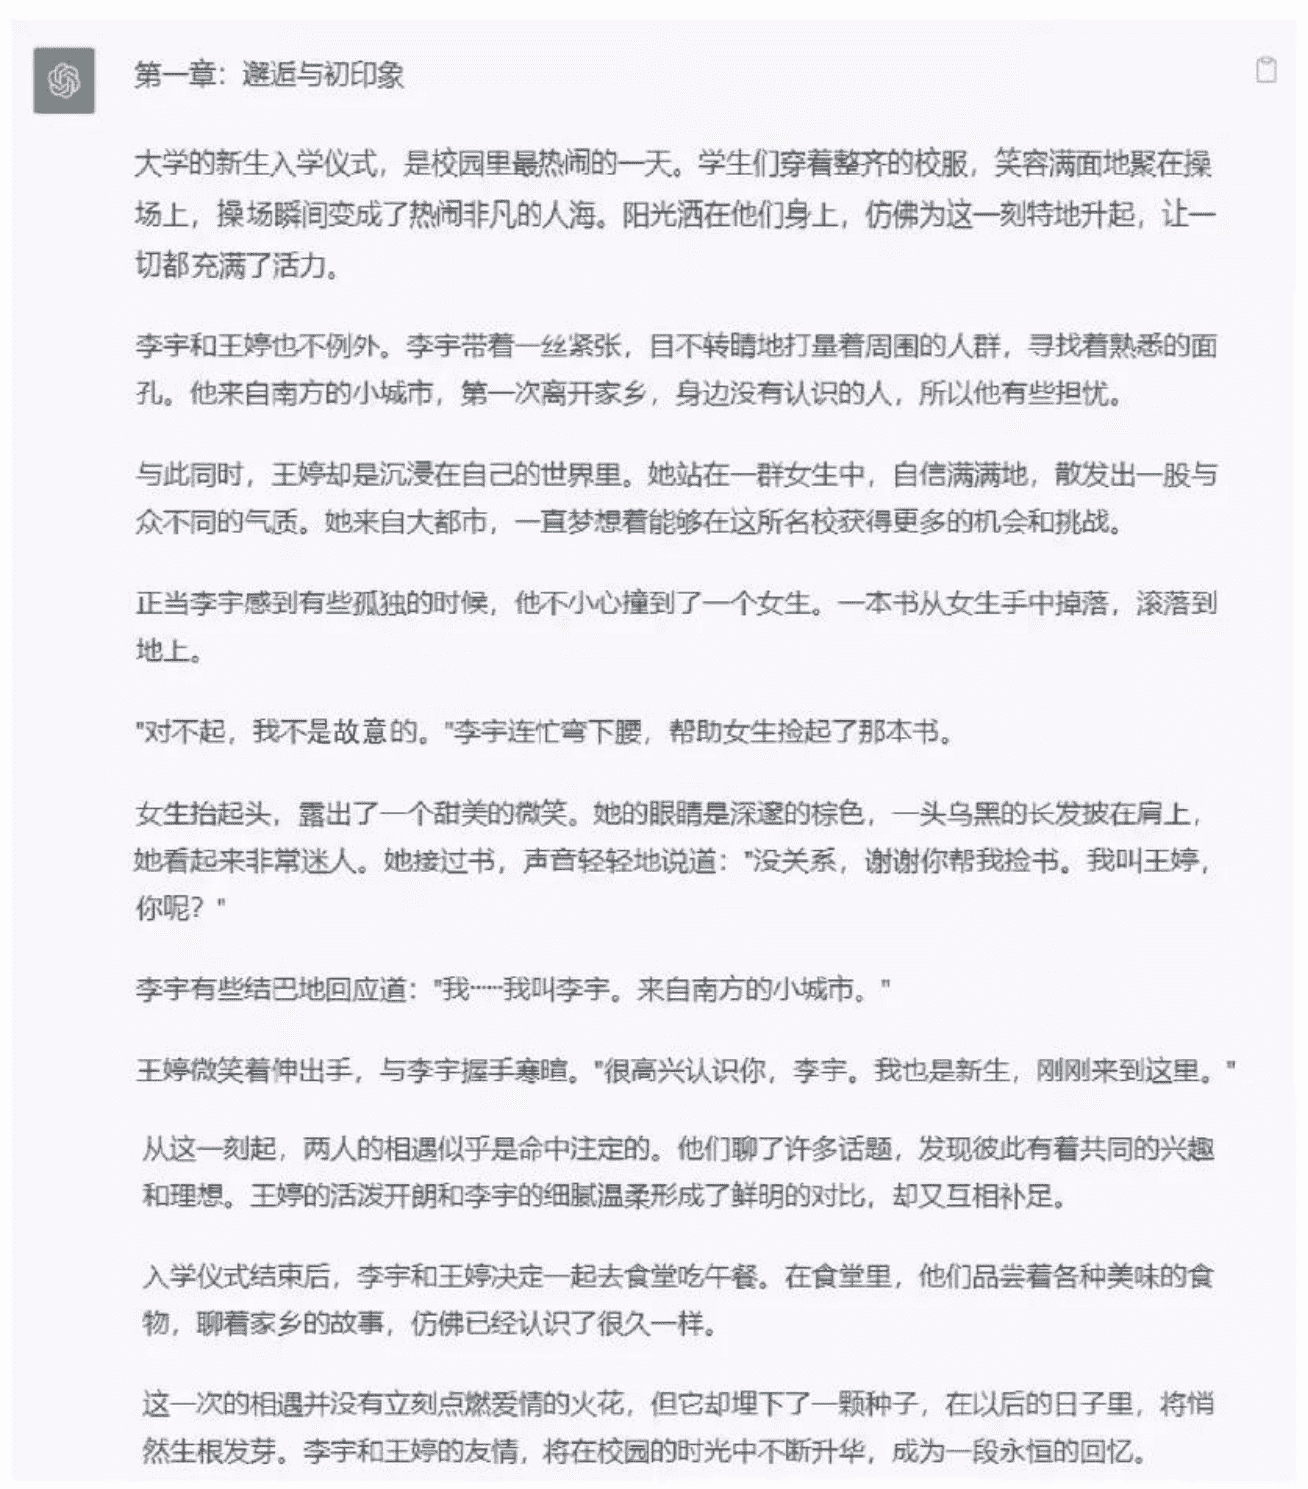 第一章：邂逅与初印象
大学的新生入学仪式，是校园里最热闹的一天。学生们穿着整齐的校服，笑容满面地聚在操
场上，操场瞬间变成了热闹非凡的人海。阳光洒在他们身上，仿佛为这一刻特地升起，让一
切都充满了活力。
李宇和王婷也不例外。李宇带着一丝紧张，目不转睛地打量着周围的人群，寻找着熟悉的面
孔。他来自南方的小城市，第一次离开家乡，身边没有认识的人，所以他有些担忧。
与此同时，王婷却是沉浸在自己的世界里。她站在一群女生中，自信满满地，散发出一股与
众不同的气质。她来自大都市，一直梦想着能够在这所名校获得更多的机会和挑战。
正当李宇感到有些孤独的时候，他不小心撞到了一个女生。一本书从女生手中掉落，滚落到
地上。
"对不起，我不是故意的。"李宇连忙弯下腰，帮助女生捡起了那本书。
女生抬起头，露出了一个甜美的微笑。她的眼睛是深邃的棕色，一头乌黑的长发披在肩上，
她看起来非常迷人。她接过书，声音轻轻地说道："没关系，谢谢你帮我捡书。我叫王婷，
你呢？"
李宇有些结巴地回应道："我……我叫李宇。来自南方的小城市。"
王婷微笑着伸出手，与李宇握手寒暄。"很高兴认识你，李宇。我也是新生，刚刚来到这里。"
从这一刻起，两人的相遇似乎是命中注定的。他们聊了许多话题，发现彼此有着共同的兴趣
和理想。王婷的活泼开朗和李宇的细腻温柔形成了鲜明的对比，却又互相补足。
入学仪式结束后，李宇和王婷决定一起去食堂吃午餐。在食堂里，他们品尝着各种美味的食
物，聊着家乡的故事，仿佛已经认识了很久一样。
这一次的相遇并没有立刻点燃爱情的火花，但它却埋下了一颗种子，在以后的日子里，将悄
然生根发芽。李宇和王婷的友情，将在校园的时光中不断升华，成为一段永恒的回忆。